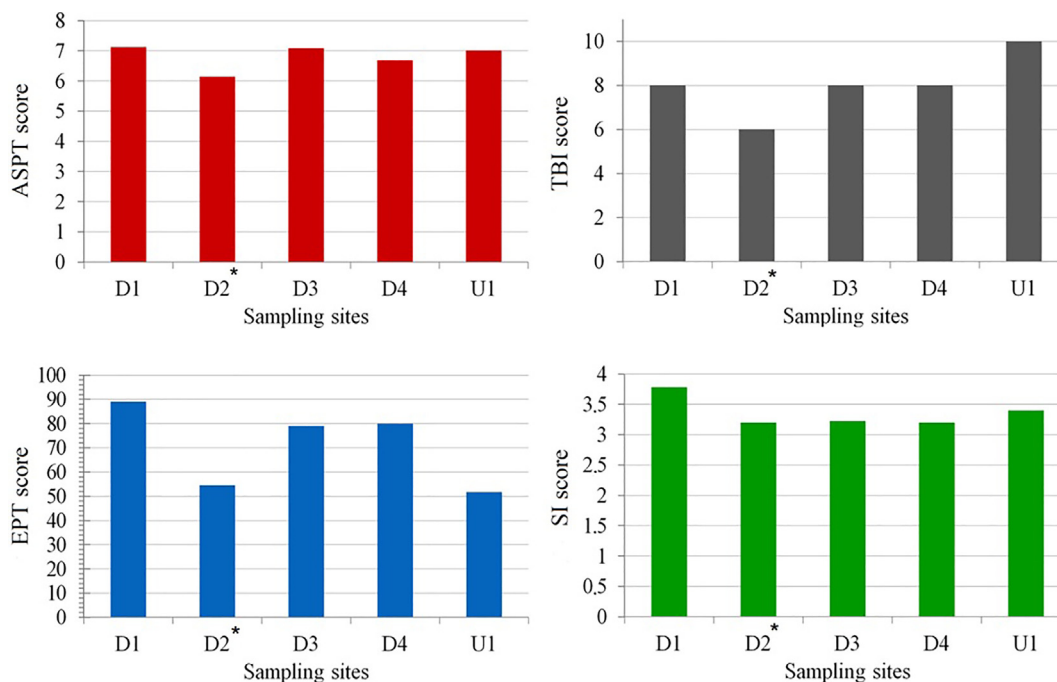 ASPT score
8
7
6
5
4
3
2
1
0
D1 D2* D3 D4 U1
Sampling sites
TBI score
10
8
6
4
2
0
D1 D2* D3 D4 U1
Sampling sites
EPT score
100
90
80
70
60
50
40
30
20
10
0
D1 D2* D3 D4 U1
Sampling sites
SI score
4
3.5
3
2.5
2
1.5
1
0.5
0
D1 D2* D3 D4 U1
Sampling sites